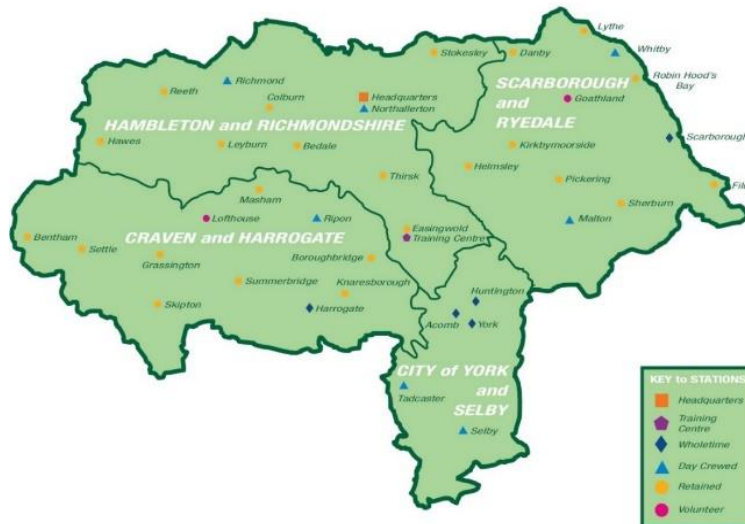 Lythe
Stokesley
Danby
Whitby
Richmond
Reeth
Colburn
Headquarters
Northallerton
SCARBOROUGH
and
RYEDALE
Robin Hood's
Bay
Goathland
HAMBLETON and RICHMONDSHIRE
Scarborough
Hawes
Leyburn
Bedale
Kirkbymoorside
Helmsley
Thirsk
Pickering
Masham
Sherburn
Lofthouse
Ripon
Malton
Easingwold
Training Centre
Bentham
Settle
CRAVEN and HARROGATE
Grassington
Boroughbridge
Summerbridge
Knaresborough
Huntington
Skipton
Harrogate
Acomb
York
CITY of YORK
and
SELBY
Tadcaster
Selby
KEY to STATIONS
Headquarters
Training
Centre
Wholetime
Day Crewed
Retained
Volunteer